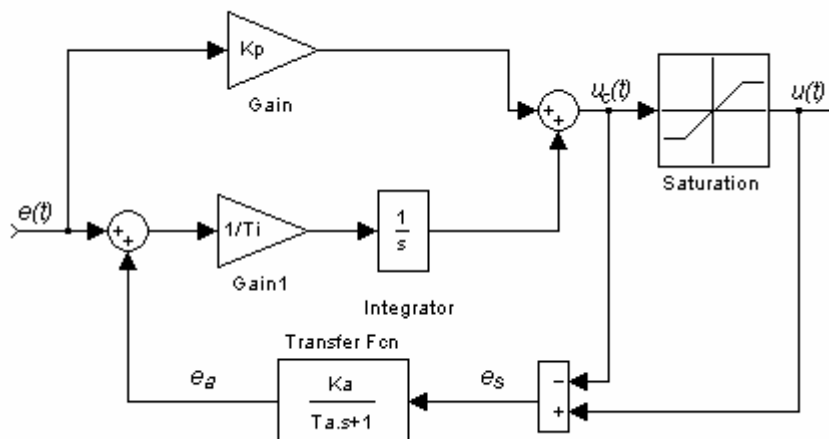 Kp
Gain
u_c(t)
u(t)
+
+
Saturation
e(t)
+
+
1/Ti
Gain1
1
s
Integrator
Transfer Fcn
e_a
Ka
Ta.s+1
e_s
−
+